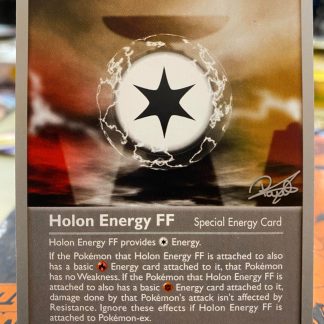 Holon Energy FF Special Energy Card
Holon Energy FF provides Energy.
If the Pokémon that Holon Energy FF is attached to also
has a basic Energy card attached to it, that Pokémon
has no Weakness. If the Pokémon that Holon Energy FF is
attached to also has a basic Energy card attached to it,
damage done by that Pokémon's attack isn't affected by
Resistance. Ignore these effects if Holon Energy FF is
attached to Pokémon-ex.